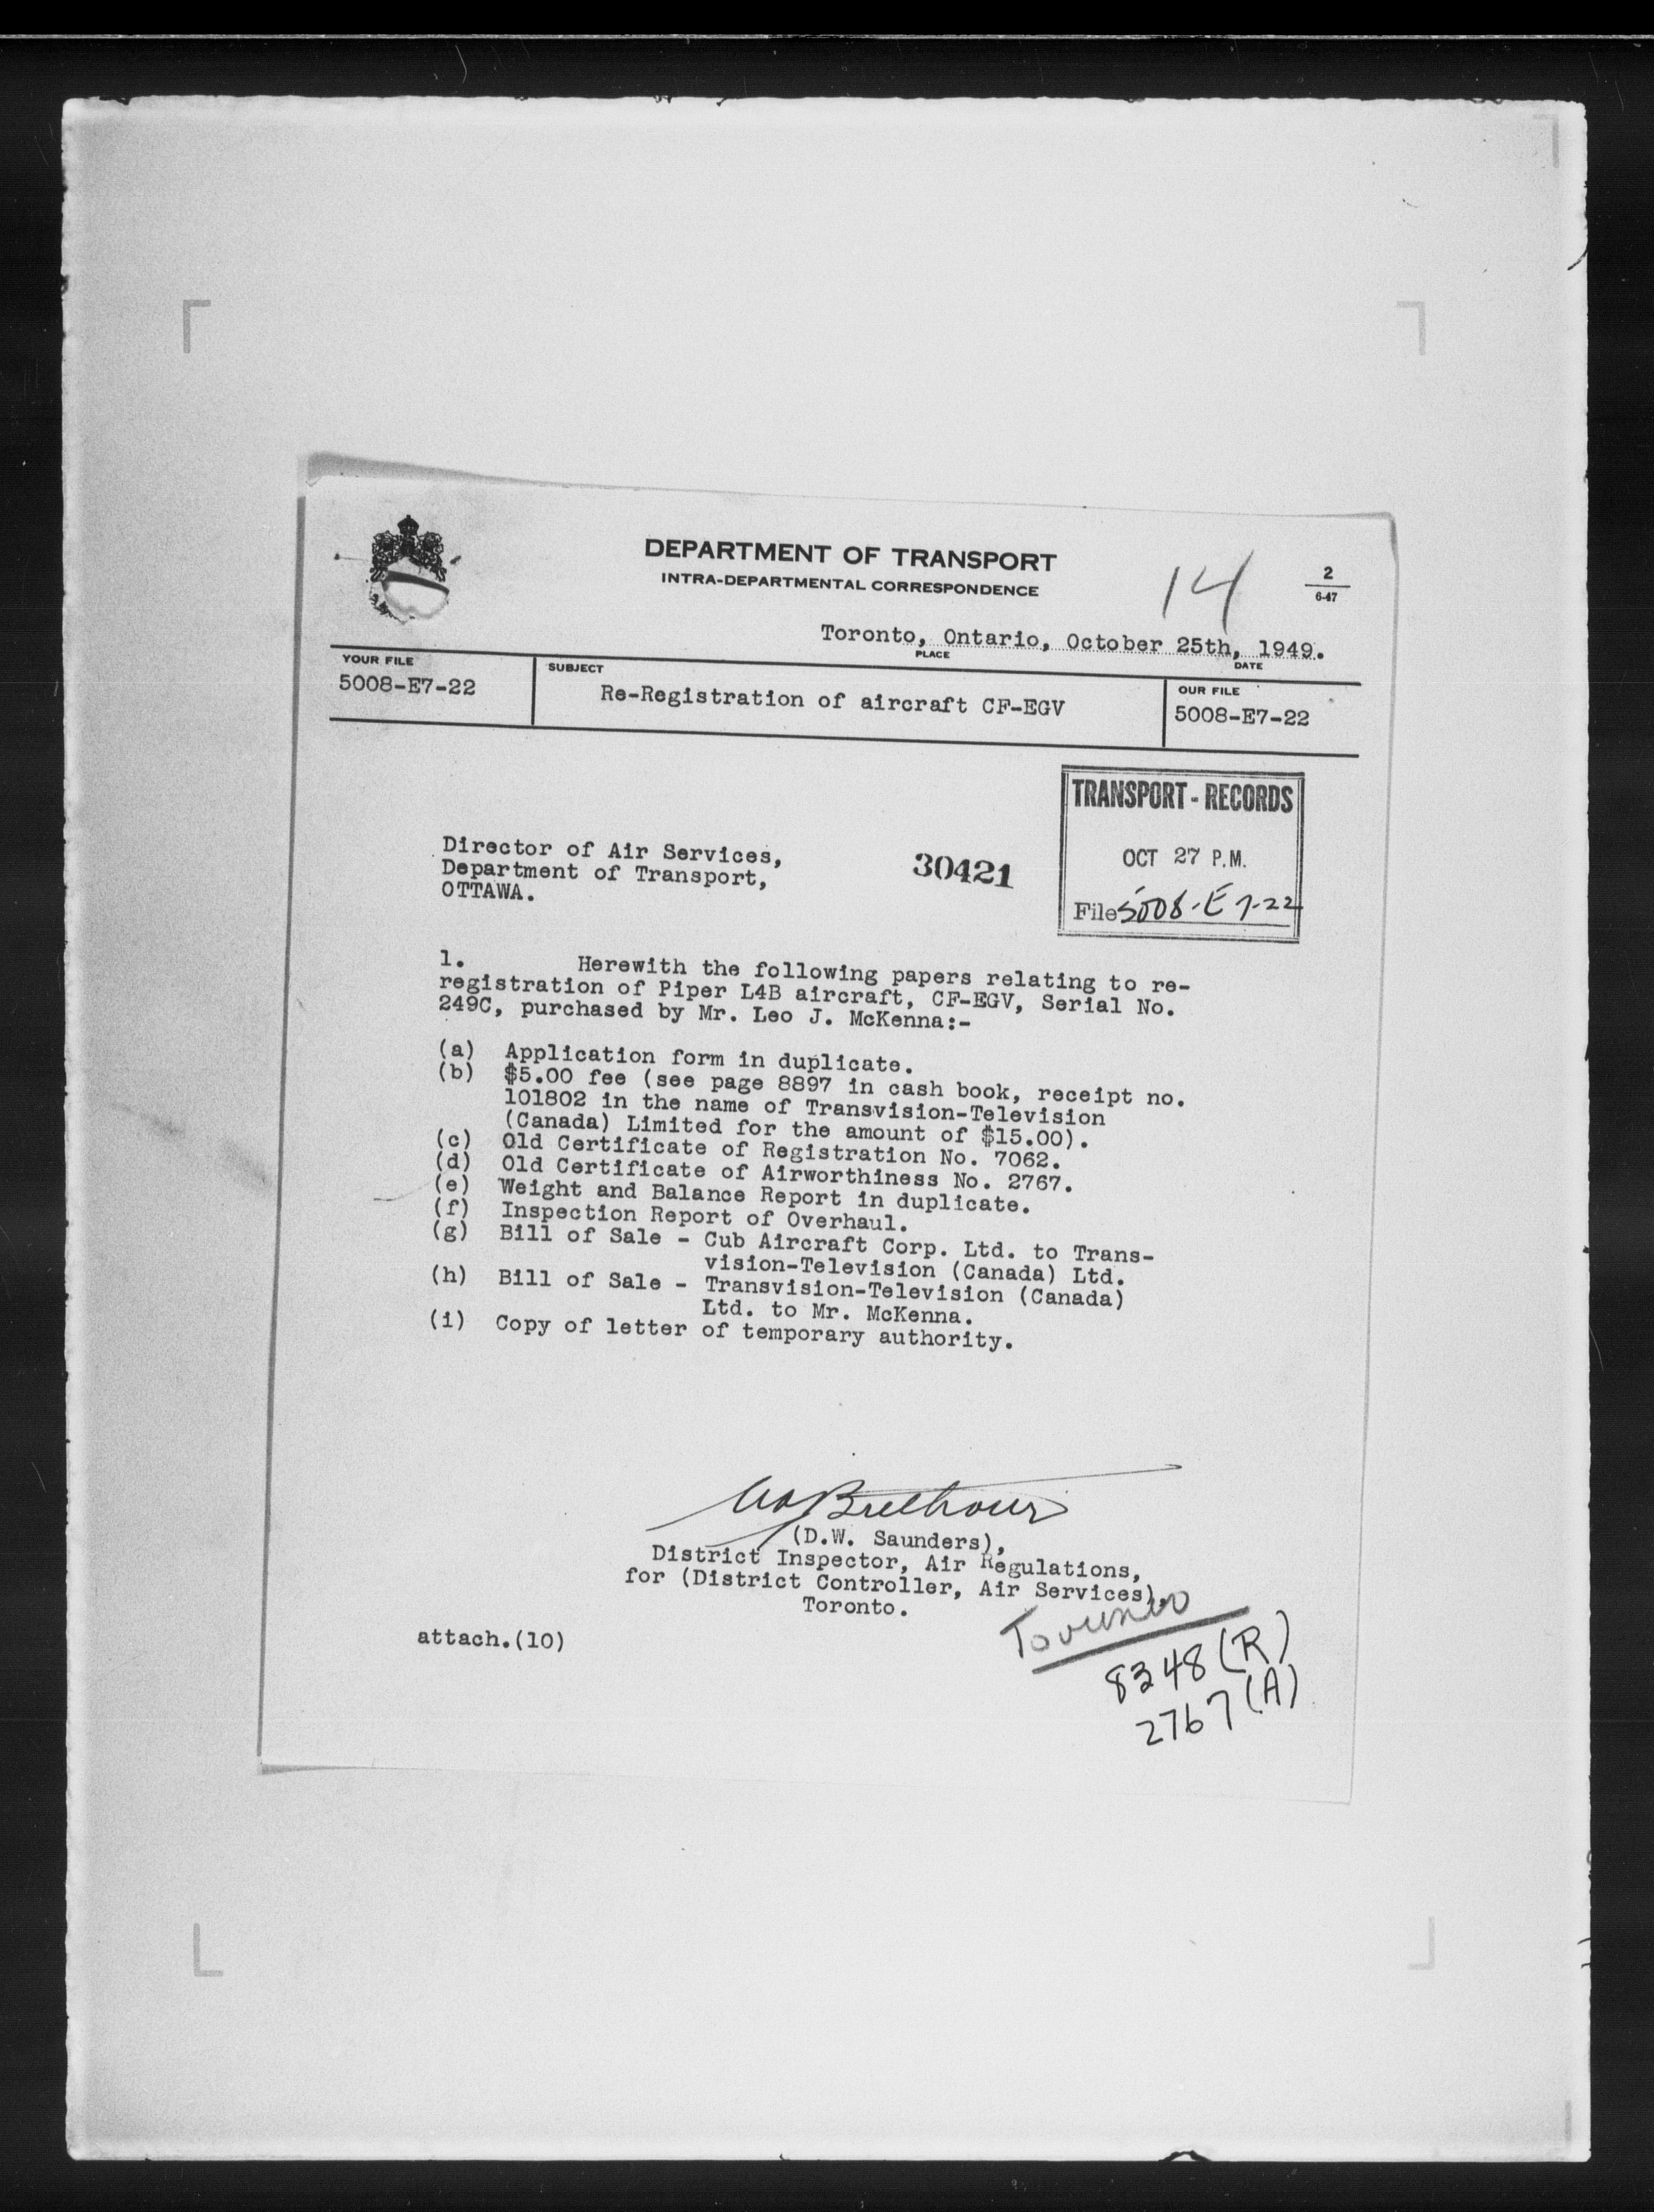 DEPARTMENT OF TRANSPORT
INTRA-DEPARTMENTAL CORRESPONDENCE
14
2
6-47
Toronto, Ontario, October 25th, 1949.
PLACE
DATE
YOUR FILE
5008-E7-22
SUBJECT
Re-Registration of aircraft CF-EGV
OUR FILE
5008-E7-22
TRANSPORT - RECORDS
OCT 27 P.M.
File 5008-E7-22
Director of Air Services,
Department of Transport,
OTTAWA.
30421
1. Herewith the following papers relating to re-
registration of Piper L4B aircraft, CF-EGV, Serial No.
249C, purchased by Mr. Leo J. McKenna:-
(a) Application form in duplicate.
(b) $5.00 fee (see page 8897 in cash book, receipt no.
101802 in the name of Transvision-Television
(Canada) Limited for the amount of $15.00).
(c) Old Certificate of Registration No. 7062.
(d) Old Certificate of Airworthiness No. 2767.
(e) Weight and Balance Report in duplicate.
(f) Inspection Report of Overhaul.
(g) Bill of Sale - Cub Aircraft Corp. Ltd. to Trans-
vision-Television (Canada) Ltd.
(h) Bill of Sale - Transvision-Television (Canada)
Ltd. to Mr. McKenna.
(i) Copy of letter of temporary authority.
(D.W. Saunders),
District Inspector, Air Regulations,
for (District Controller, Air Services),
Toronto.
attach.(10)
Toronto
8348 (R)
2767 (A)